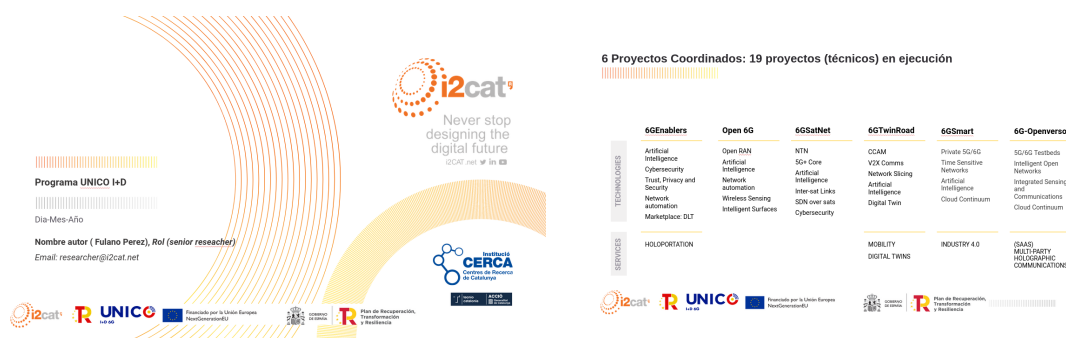 i2cat
Never stop
designing the
digital future
i2CAT.net
Programa UNICO I+D
Dia-Mes-Año
Nombre autor ( Fulano Perez), Rol (senior reseacher)
Email: researcher@i2cat.net
Institució
CERCA
Centres de Recerca
de Catalunya
ACCIÓ
i2cat
R
UNICO
I+D 6G
Financiado por la Unión Europea
NextGenerationEU
GOBIERNO
DE ESPAÑA
R
Plan de Recuperación,
Transformación
y Resiliencia
6 Proyectos Coordinados: 19 proyectos (técnicos) en ejecución
6GEnablers
Open 6G
6GSatNet
6GTwinRoad
6GSmart
6G-Openverso
TECHNOLOGIES
Artificial
Intelligence
Cybersecurity
Trust, Privacy and
Security
Network
automation
Marketplace: DLT
Open RAN
Artificial
Intelligence
Network
automation
Wireless Sensing
Intelligent Surfaces
NTN
5G+ Core
Artificial
Intelligence
Inter-sat Links
SDN over sats
Cybersecurity
CCAM
V2X Comms
Network Slicing
Artificial
Intelligence
Digital Twin
Private 5G/6G
Time Sensitive
Networks
Artificial
Intelligence
Cloud Continuum
5G/6G Testbeds
Intelligent Open
Networks
Integrated Sensing
and
Communications
Cloud Continuum
SERVICES
HOLOPORTATION
MOBILITY
DIGITAL TWINS
INDUSTRY 4.0
(SAAS)
MULTI-PARTY
HOLOGRAPHIC
COMMUNICATIONS
i2cat
R
UNICO
I+D 6G
Financiado por la Unión Europea
NextGenerationEU
GOBIERNO
DE ESPAÑA
R
Plan de Recuperación,
Transformación
y Resiliencia